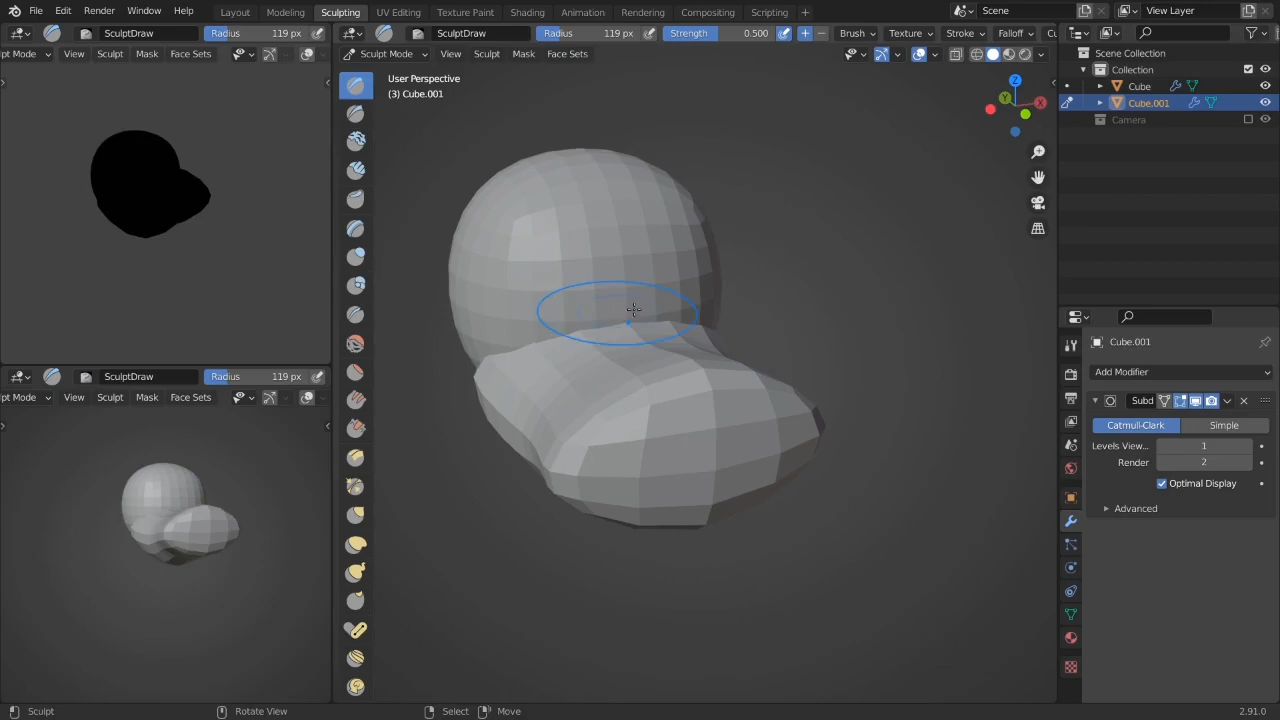 File Edit Render Window Help Layout Modeling Sculpting UV Editing Texture Paint Shading Animation Rendering Compositing Scripting + Scene View Layer
SculptDraw Radius 119 px SculptDraw Radius 119 px Strength 0.500 Brush Texture Stroke Falloff Cu
pt Mode View Sculpt Mask Face Sets Sculpt Mode View Sculpt Mask Face Sets Scene Collection
Collection
User Perspective
(3) Cube.001
Cube
Cube.001
Camera
Cube.001
Add Modifier
SculptDraw Radius 119 px
pt Mode View Sculpt Mask Face Sets
Subd
Catmull-Clark Simple
Levels View... 1
Render 2
Optimal Display
Advanced
Sculpt Rotate View Select Move 2.91.0
X
Y
Z